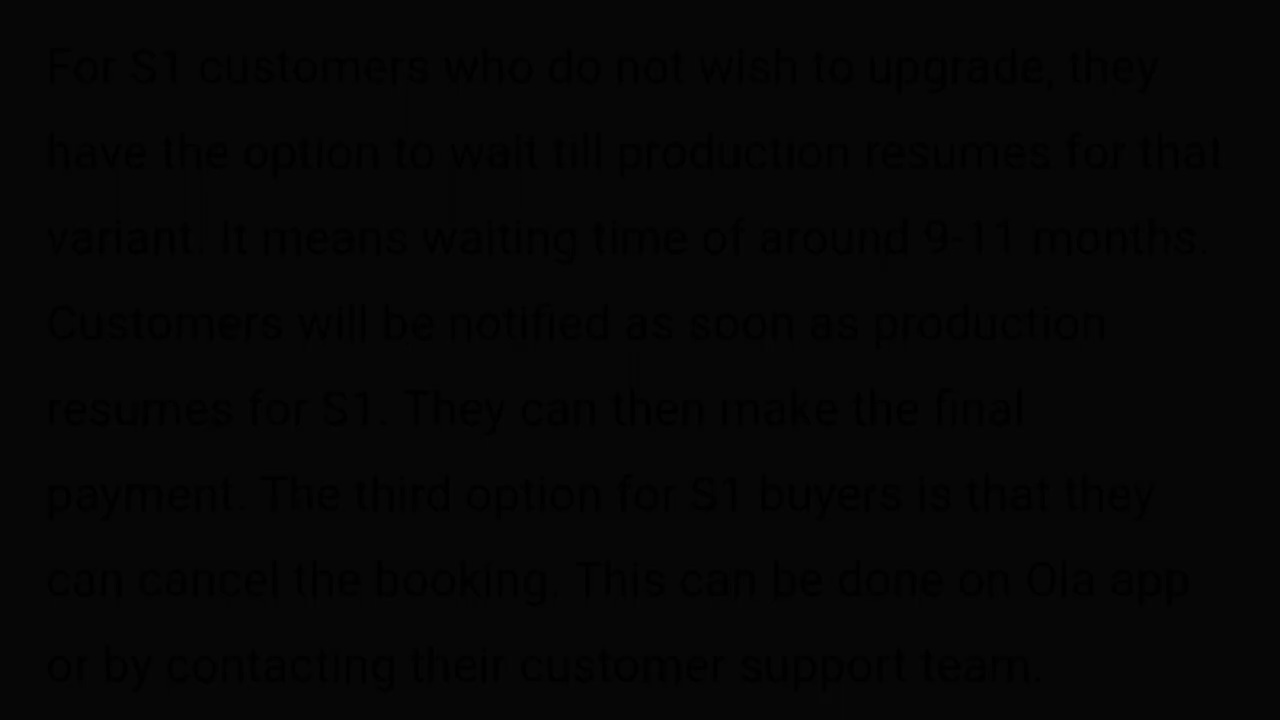 For S1 customers who do not wish to upgrade, they
have the option to wait till production resumes for that
variant. It means waiting time of around 9-11 months.
Customers will be notified as soon as production
resumes for S1. They can then make the final
payment. The third option for S1 buyers is that they
can cancel the booking. This can be done on Ola app
or by contacting their customer support team.